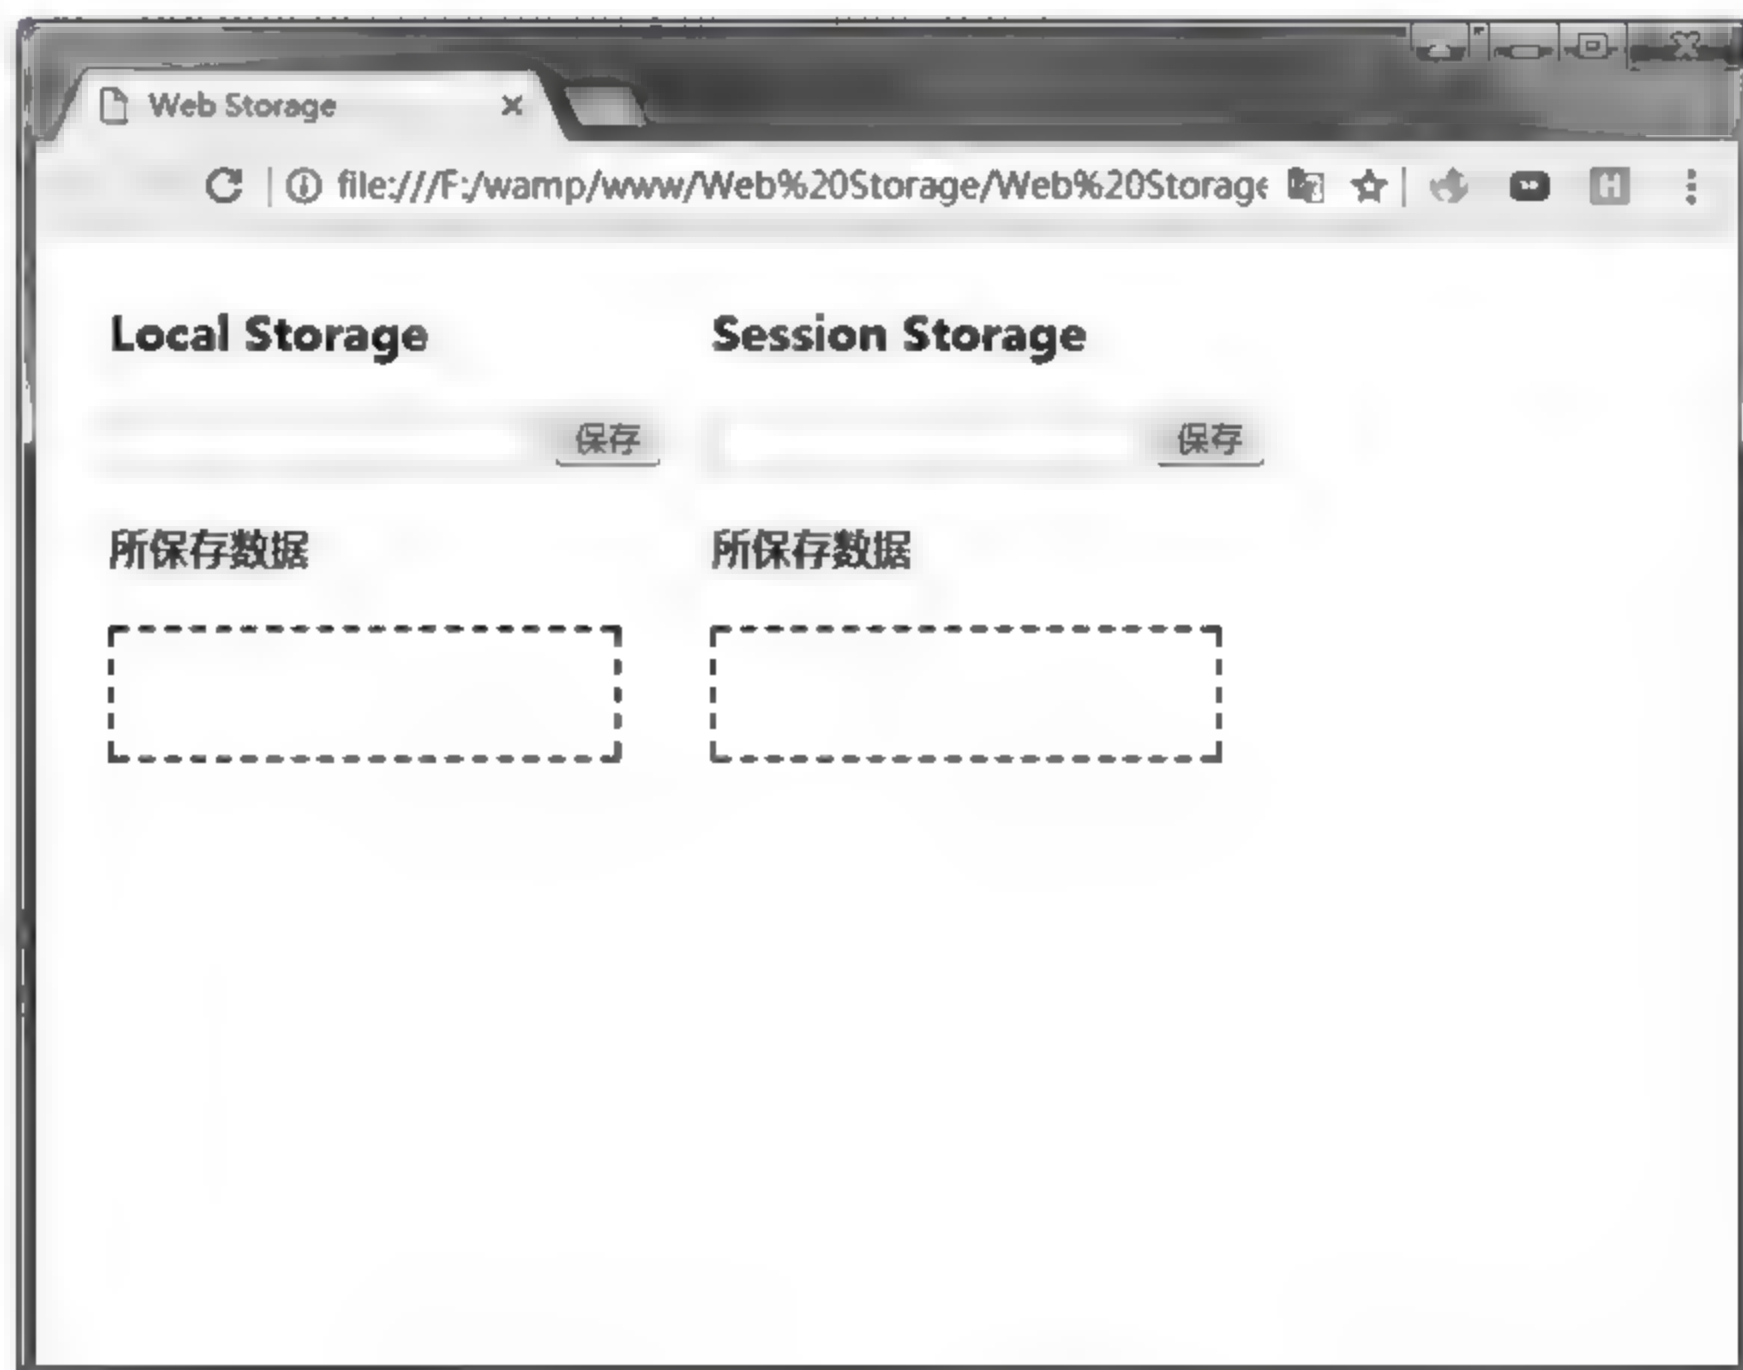 Web Storage
file:///F:/wamp/www/Web%20Storage/Web%20Storage
Local Storage
Session Storage
保存
保存
所保存数据
所保存数据